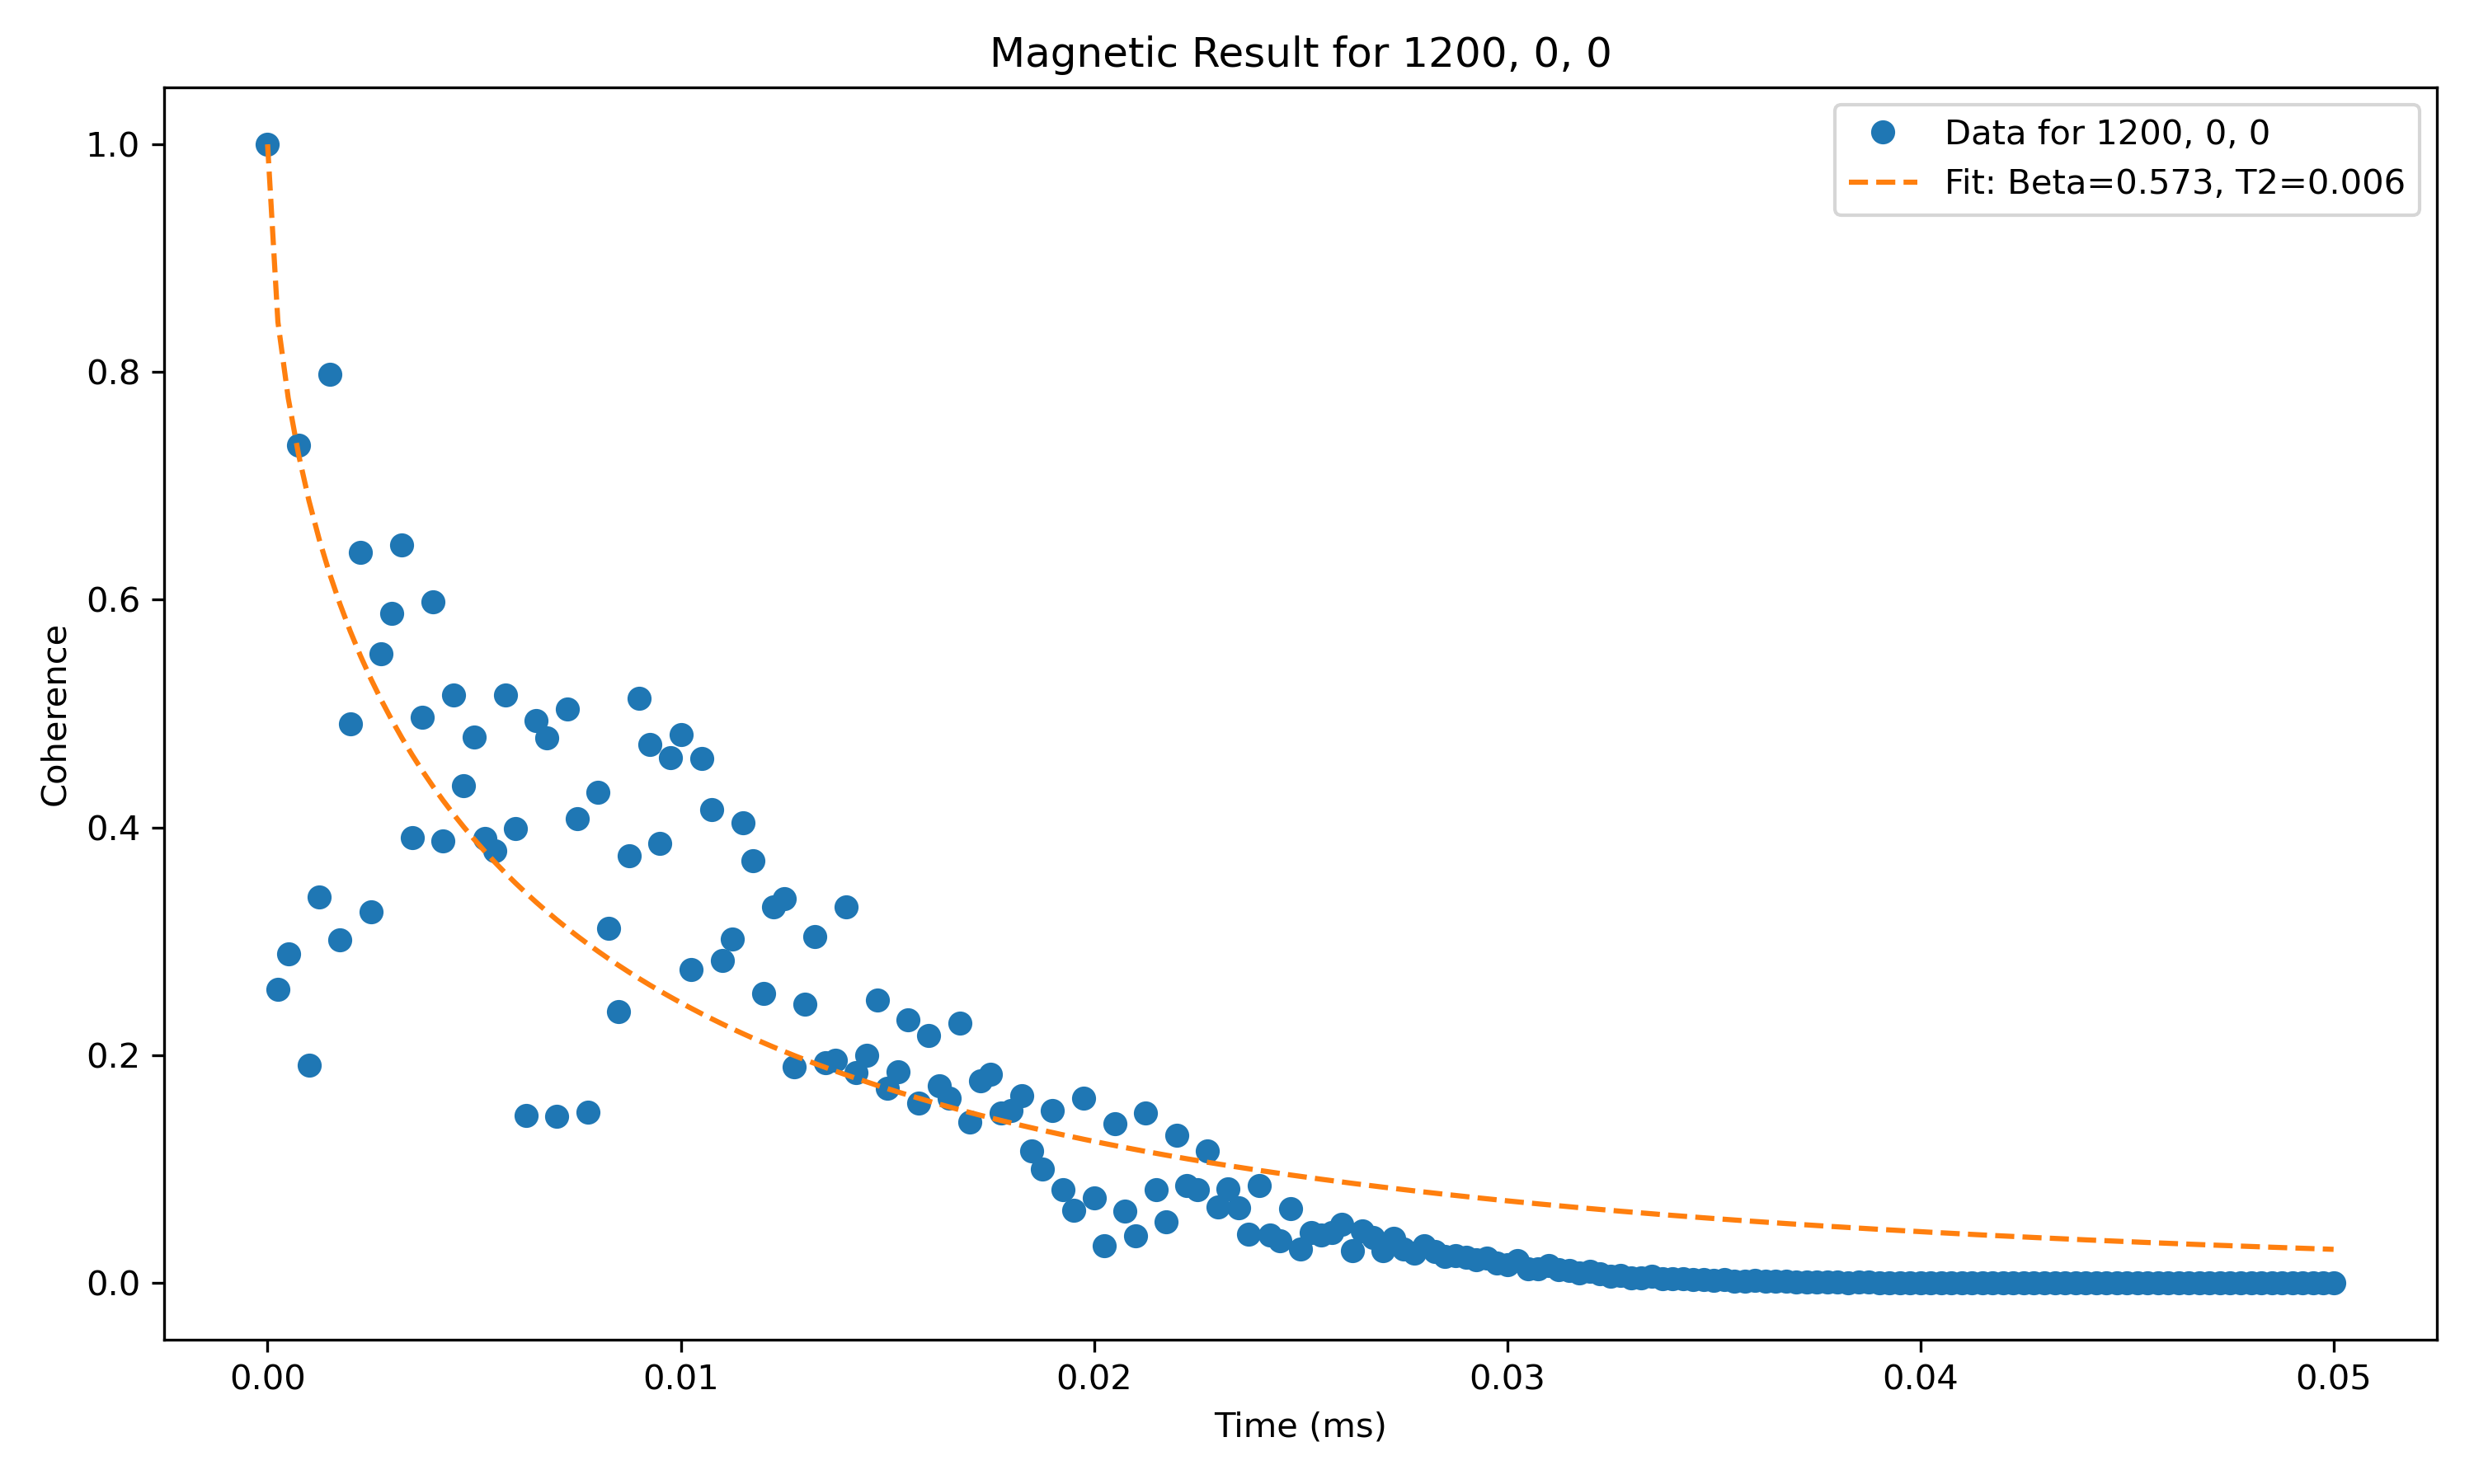 Magnetic Result for 1200, 0, 0
Data for 1200, 0, 0
Fit: Beta=0.573, T2=0.006
Coherence
1.0
0.8
0.6
0.4
0.2
0.0
0.00 0.01 0.02 0.03 0.04 0.05
Time (ms)